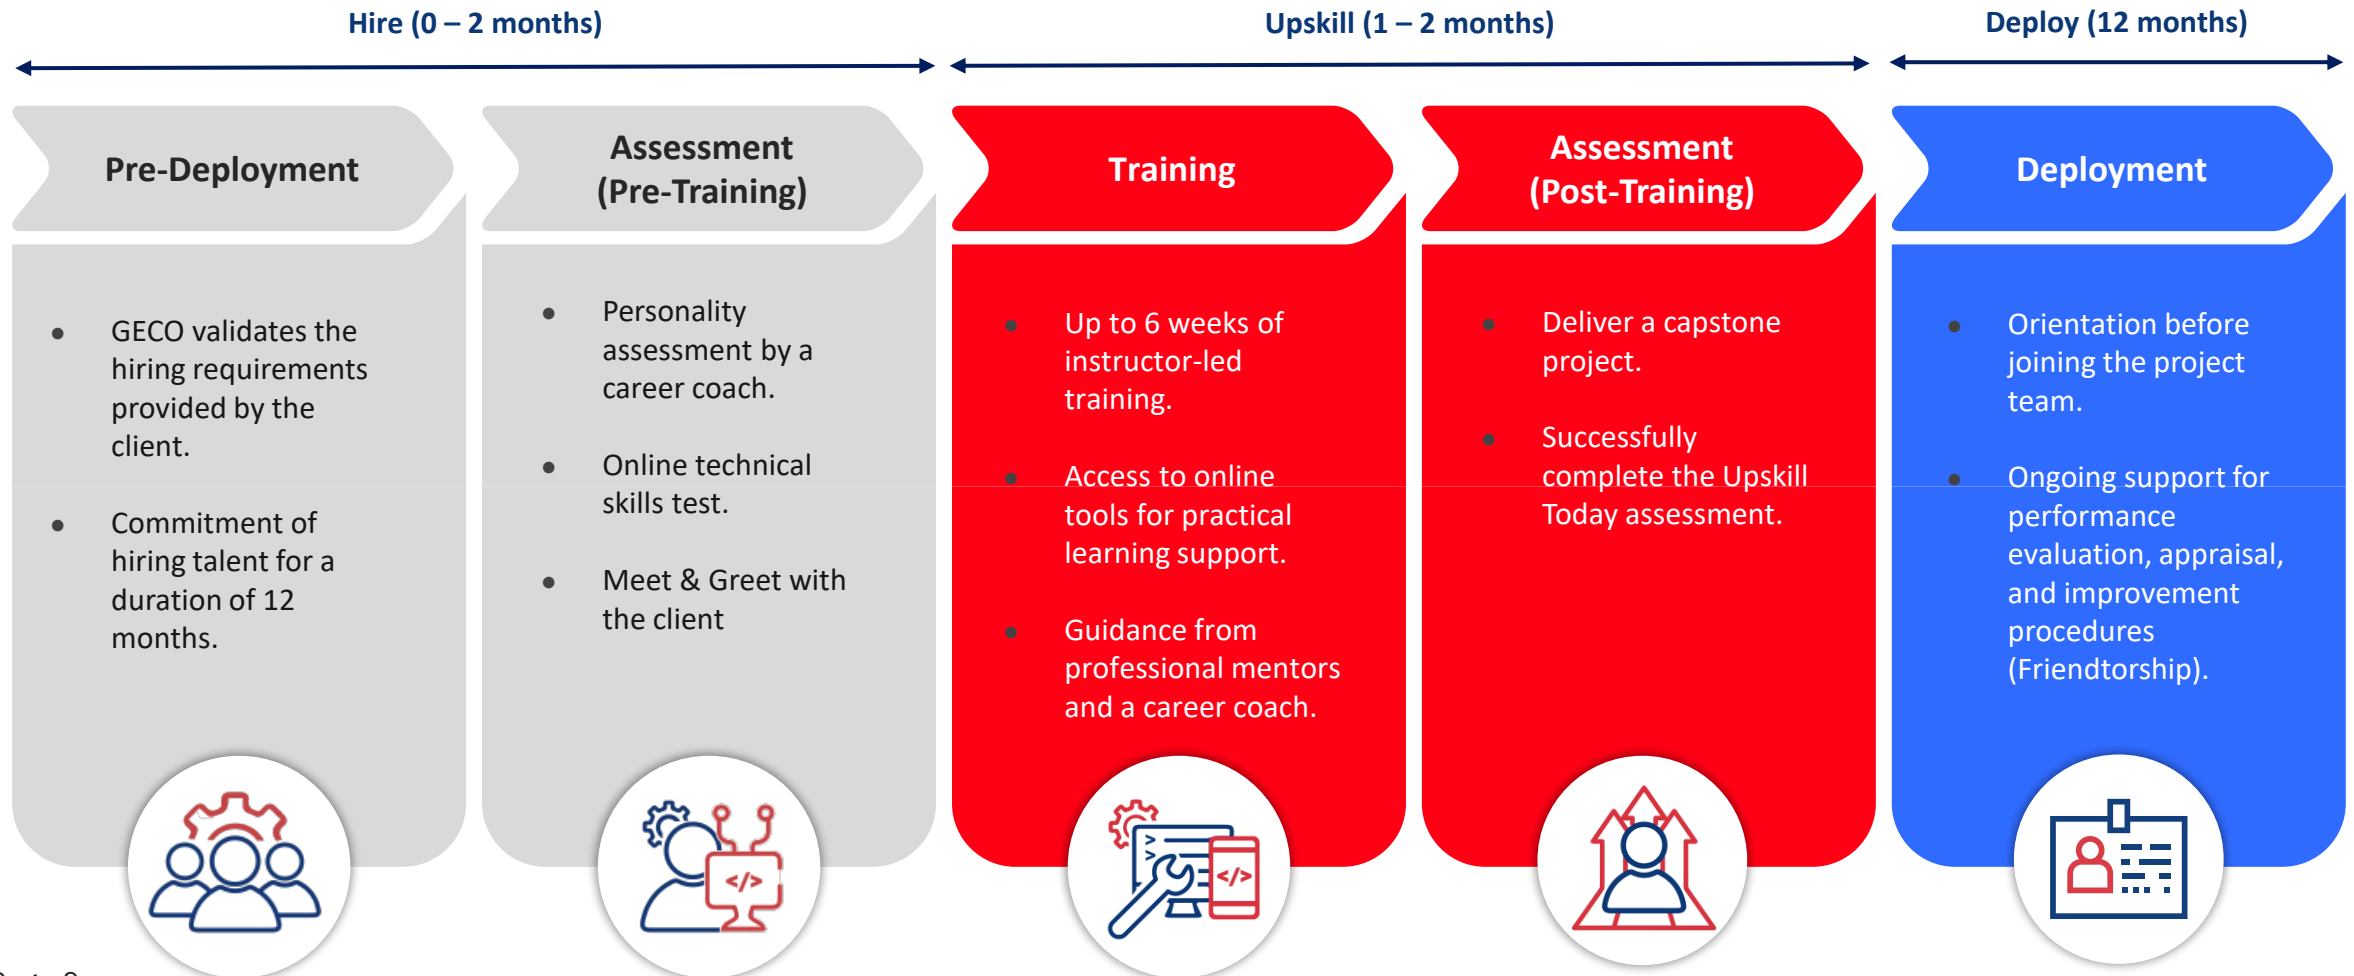 Hire (0 – 2 months)
Upskill (1 – 2 months)
Deploy (12 months)
Pre-Deployment
● GECO validates the
hiring requirements
provided by the
client.
● Commitment of
hiring talent for a
duration of 12
months.
Assessment
(Pre-Training)
● Personality
assessment by a
career coach.
● Online technical
skills test.
● Meet & Greet with
the client
</>
Training
● Up to 6 weeks of
instructor-led
training.
● Access to online
tools for practical
learning support.
● Guidance from
professional mentors
and a career coach.
</>
Assessment
(Post-Training)
● Deliver a capstone
project.
● Successfully
complete the Upskill
Today assessment.
Deployment
● Orientation before
joining the project
team.
● Ongoing support for
performance
evaluation, appraisal,
and improvement
procedures
(Friendtorship).